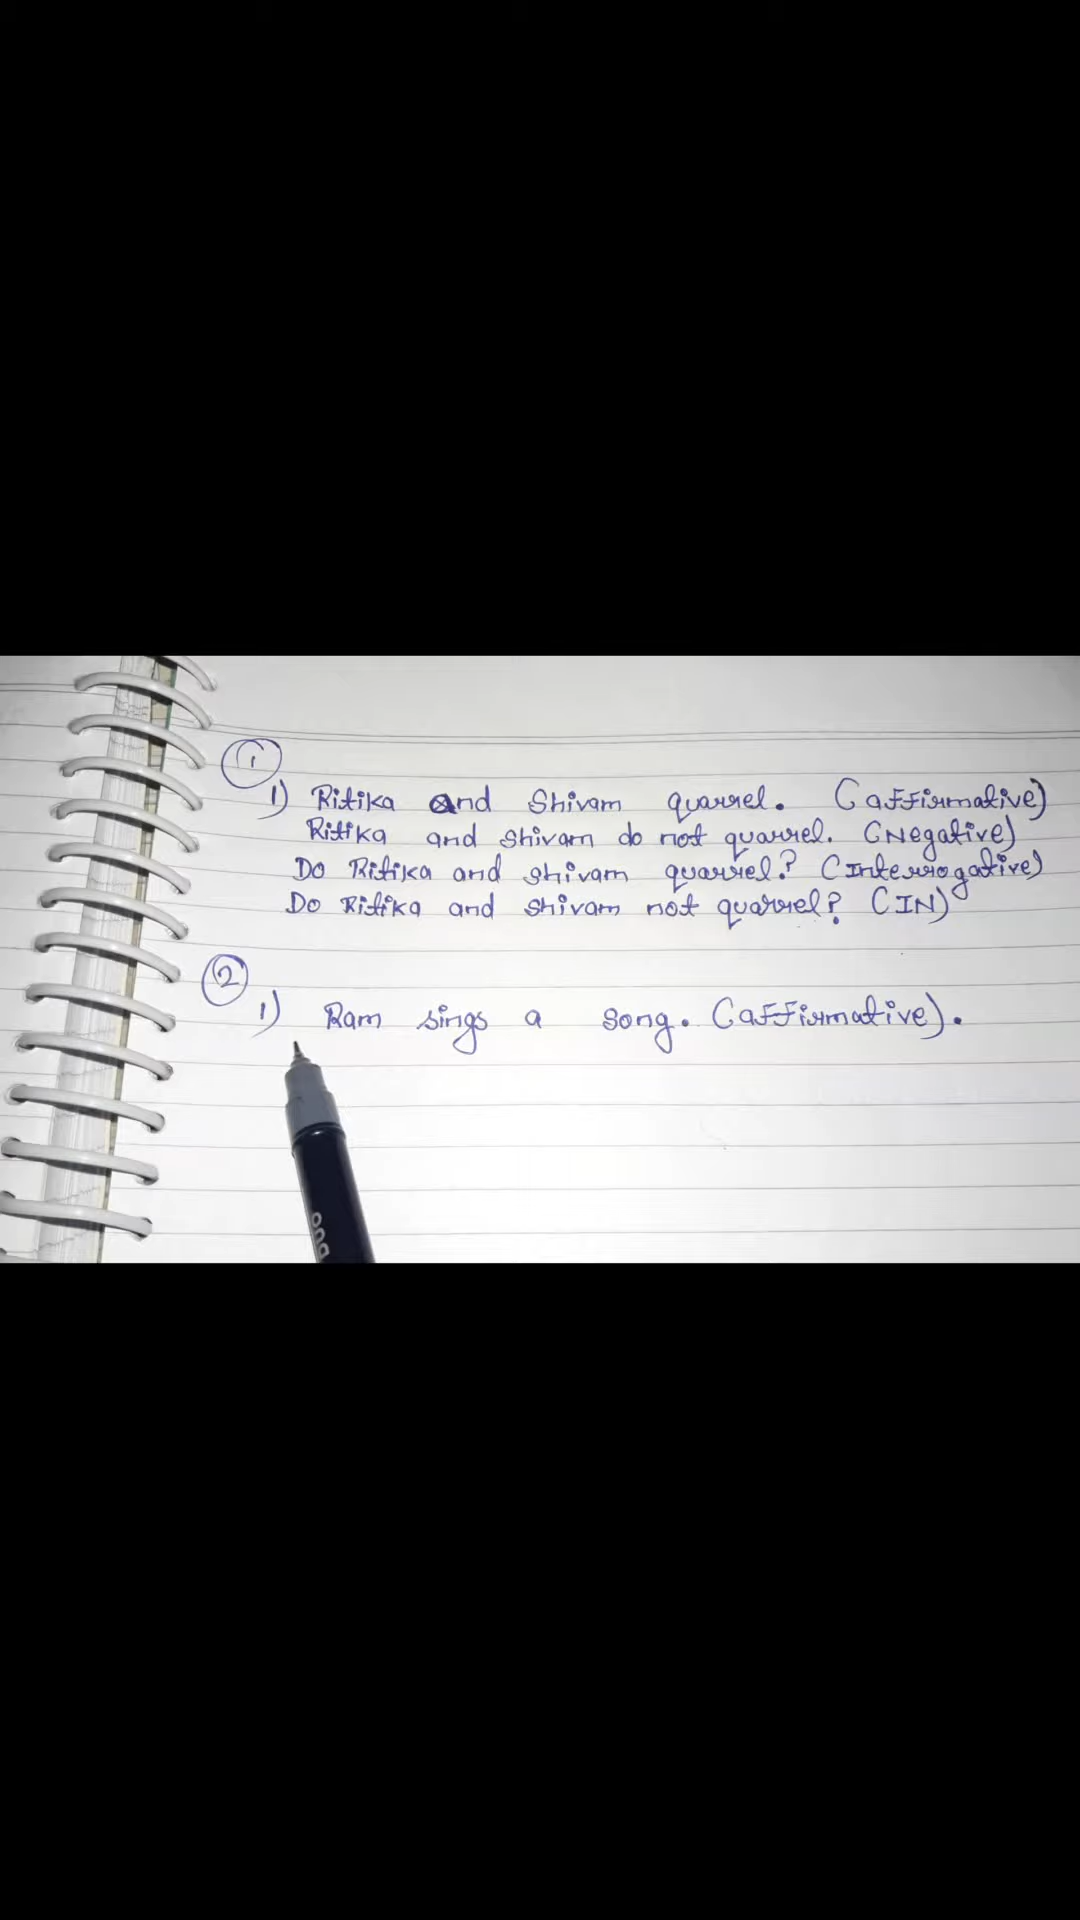 1
1) Ritika and Shivam quarrel. (affirmative)
Ritika and shivam do not quarrel. (Negative)
Do Ritika and shivam quarrel? (Interrogative)
Do Ritika and shivam not quarrel? (IN)
2
1) Ram sings a song. (affirmative).